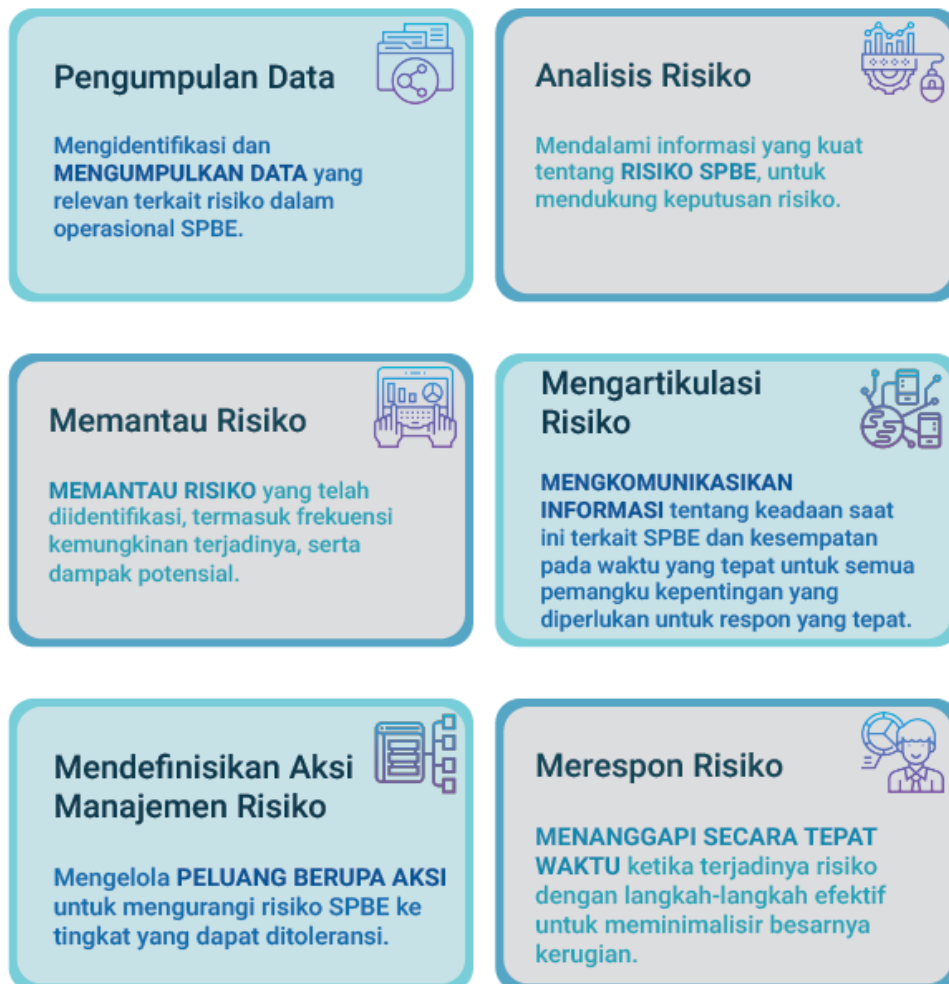 Pengumpulan Data
Mengidentifikasi dan
MENGUMPULKAN DATA yang
relevan terkait risiko dalam
operasional SPBE.
Analisis Risiko
Mendalami informasi yang kuat
tentang RISIKO SPBE, untuk
mendukung keputusan risiko.
Memantau Risiko
MEMANTAU RISIKO yang telah
diidentifikasi, termasuk frekuensi
kemungkinan terjadinya, serta
dampak potensial.
Mengartikulasi
Risiko
MENGKOMUNIKASIKAN
INFORMASI tentang keadaan saat
ini terkait SPBE dan kesempatan
pada waktu yang tepat untuk semua
pemangku kepentingan yang
diperlukan untuk respon yang tepat.
Mendefinisikan Aksi
Manajemen Risiko
Mengelola PELUANG BERUPA AKSI
untuk mengurangi risiko SPBE ke
tingkat yang dapat ditoleransi.
Merespon Risiko
MENANGGAPI SECARA TEPAT
WAKTU ketika terjadinya risiko
dengan langkah-langkah efektif
untuk meminimalisir besarnya
kerugian.